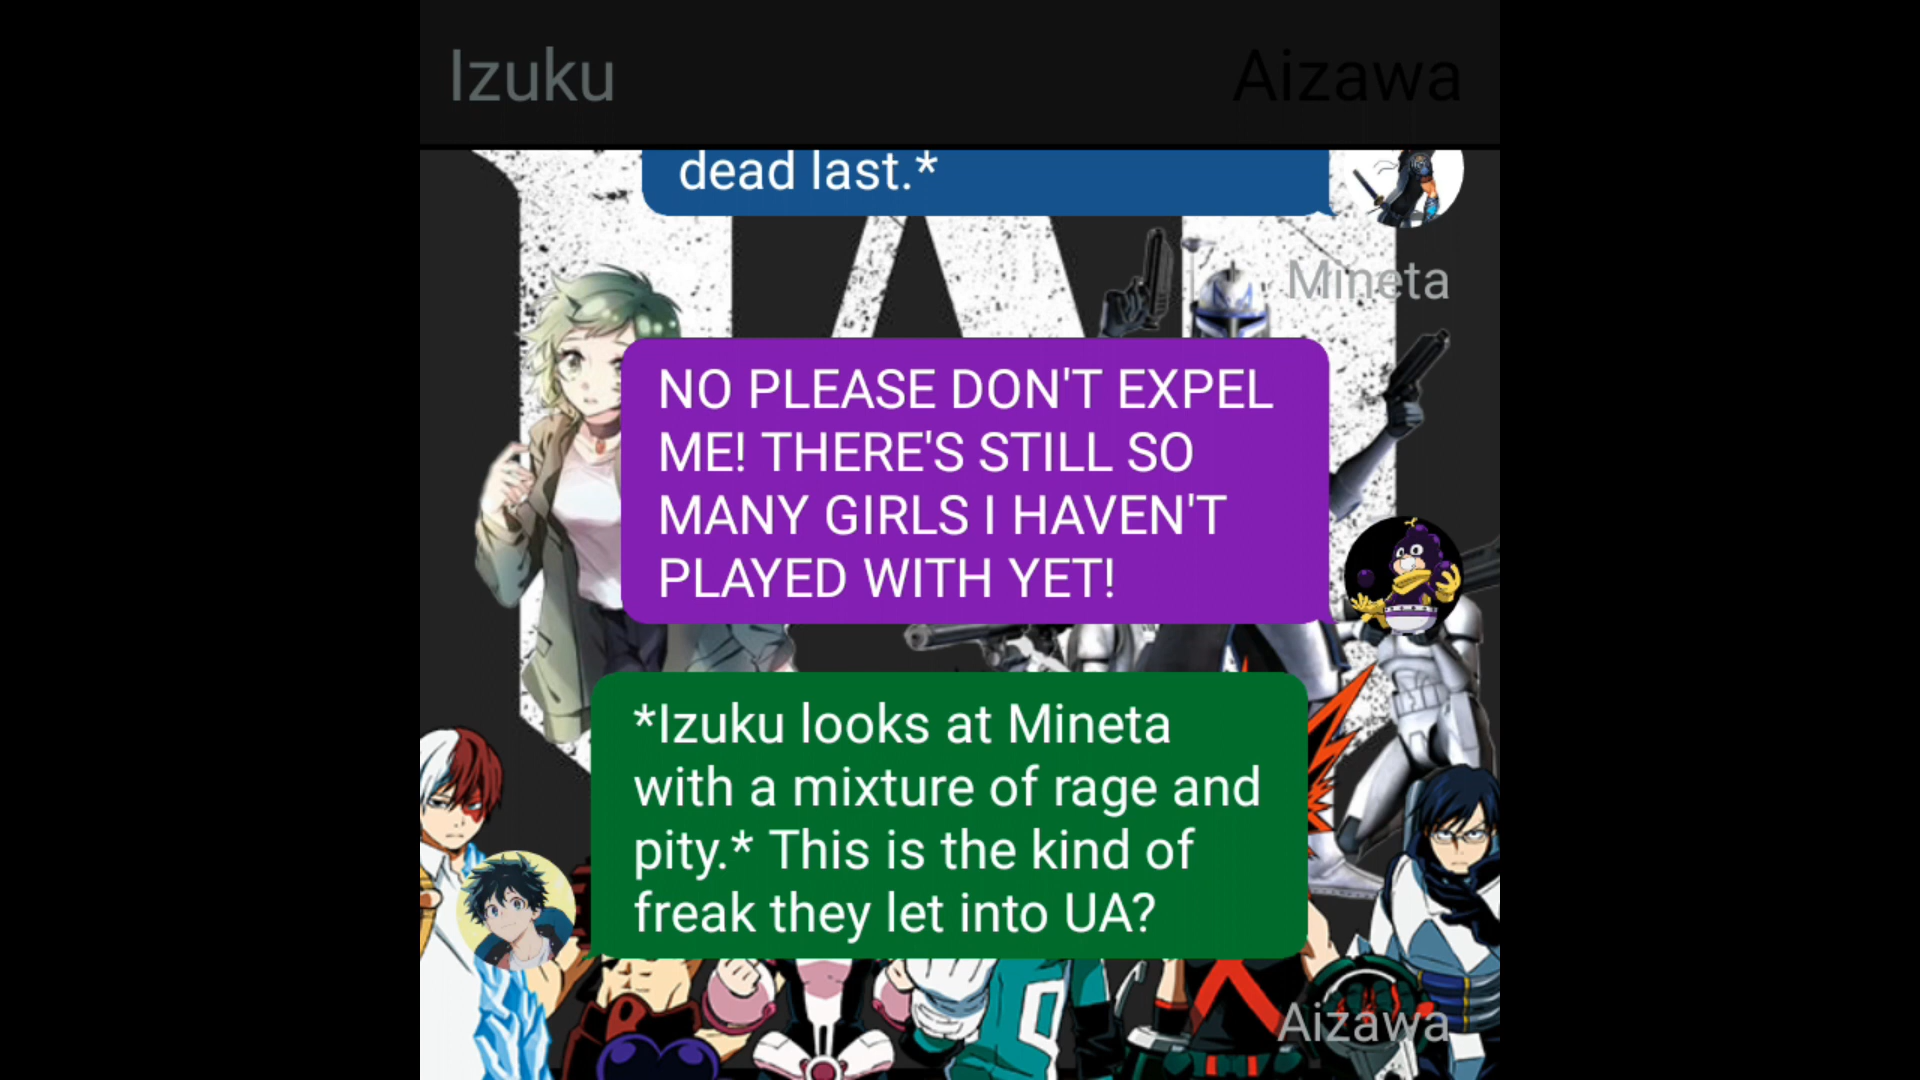 Izuku
Aizawa
dead last.*
Mineta
NO PLEASE DON'T EXPEL
ME! THERE'S STILL SO
MANY GIRLS I HAVEN'T
PLAYED WITH YET!
*Izuku looks at Mineta
with a mixture of rage and
pity.* This is the kind of
freak they let into UA?
Aizawa